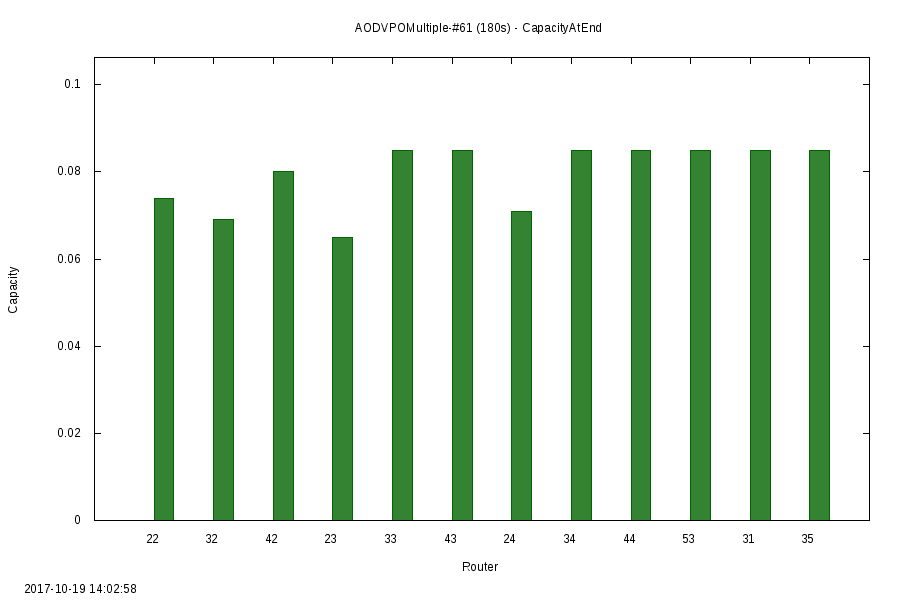 AODVPOMultiple-#61 (180s) - CapacityAtEnd
0.1
0.08
0.06
0.04
0.02
0
Capacity
22 32 42 23 33 43 24 34 44 53 31 35
Router
2017-10-19 14:02:58